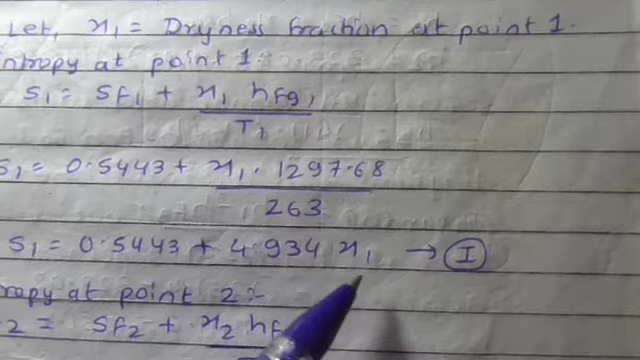 Let, x₁ = Dryness fraction at point 1.
ntropy at point 1:-
S₁ = Sf₁ + x₁ hfg₁
T₁
S₁ = 0.5443 + x₁ . 1297.68
263
S₁ = 0.5443 + 4.934 x₁ → I
ropy at point 2:-
2 = Sf₂ + x₂ hf